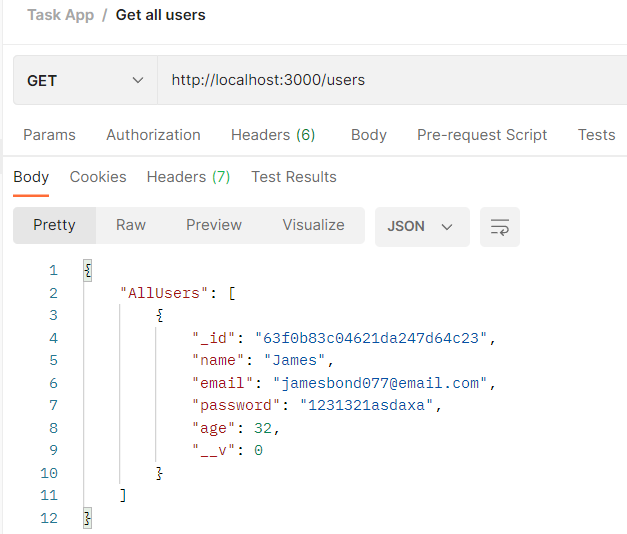 Task App / Get all users
GET http://localhost:3000/users
Params Authorization Headers (6) Body Pre-request Script Tests
Body Cookies Headers (7) Test Results
Pretty Raw Preview Visualize JSON
1 {
2 "AllUsers": [
3 {
4 "_id": "63f0b83c04621da247d64c23",
5 "name": "James",
6 "email": "jamesbond077@email.com",
7 "password": "1231321asdaxa",
8 "age": 32,
9 "__v": 0
10 }
11 ]
12 }